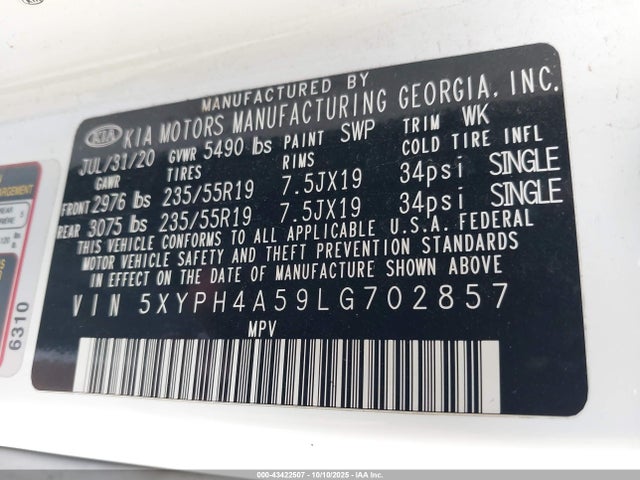 MANUFACTURED BY
KIA KIA MOTORS MANUFACTURING GEORGIA, INC.
JUL/31/20 GVWR 5490 lbs PAINT SWP TRIM WK
GAWR TIRES RIMS COLD TIRE INFL
FRONT 2976 lbs 235/55R19 7.5JX19 34psi SINGLE
REAR 3075 lbs 235/55R19 7.5JX19 34psi SINGLE
THIS VEHICLE CONFORMS TO ALL APPLICABLE U.S.A. FEDERAL
MOTOR VEHICLE SAFETY AND THEFT PREVENTION STANDARDS
IN EFFECT ON THE DATE OF MANUFACTURE SHOWN ABOVE
VIN 5XYPH4A59LG702857
MPV
REAR
6310
000-43422507 - 10/10/2025 - IAA Inc.